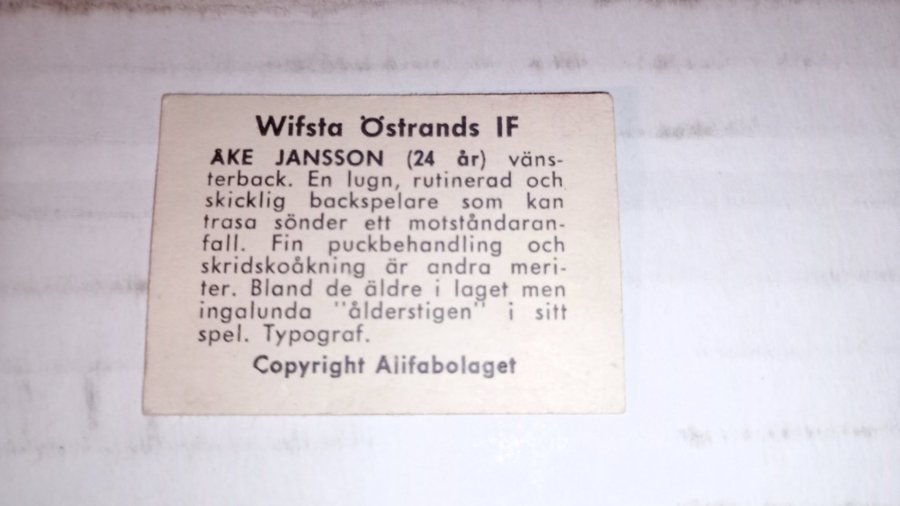 Wifsta Östrands IF
ÅKE JANSSON (24 år) väns-
terback. En lugn, rutinerad och
skicklig backspelare som kan
trasa sönder ett motståndaran-
fall. Fin puckbehandling och
skridskoåkning är andra meri-
ter. Bland de äldre i laget men
ingalunda "ålderstigen" i sitt
spel. Typograf.
Copyright Alifabolaget